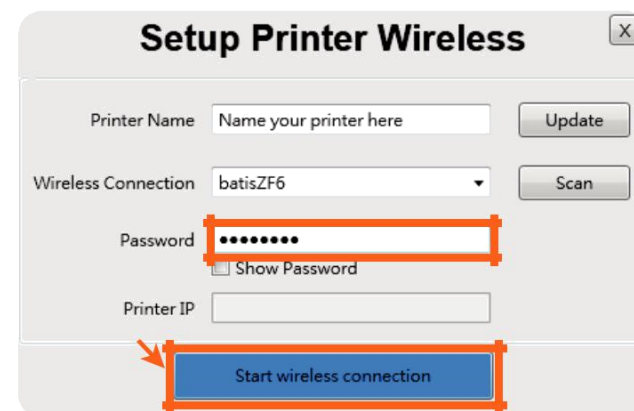 Setup Printer Wireless
X
Printer Name Name your printer here Update
Wireless Connection batisZF6 Scan
Password ••••••••
Show Password
Printer IP
Start wireless connection